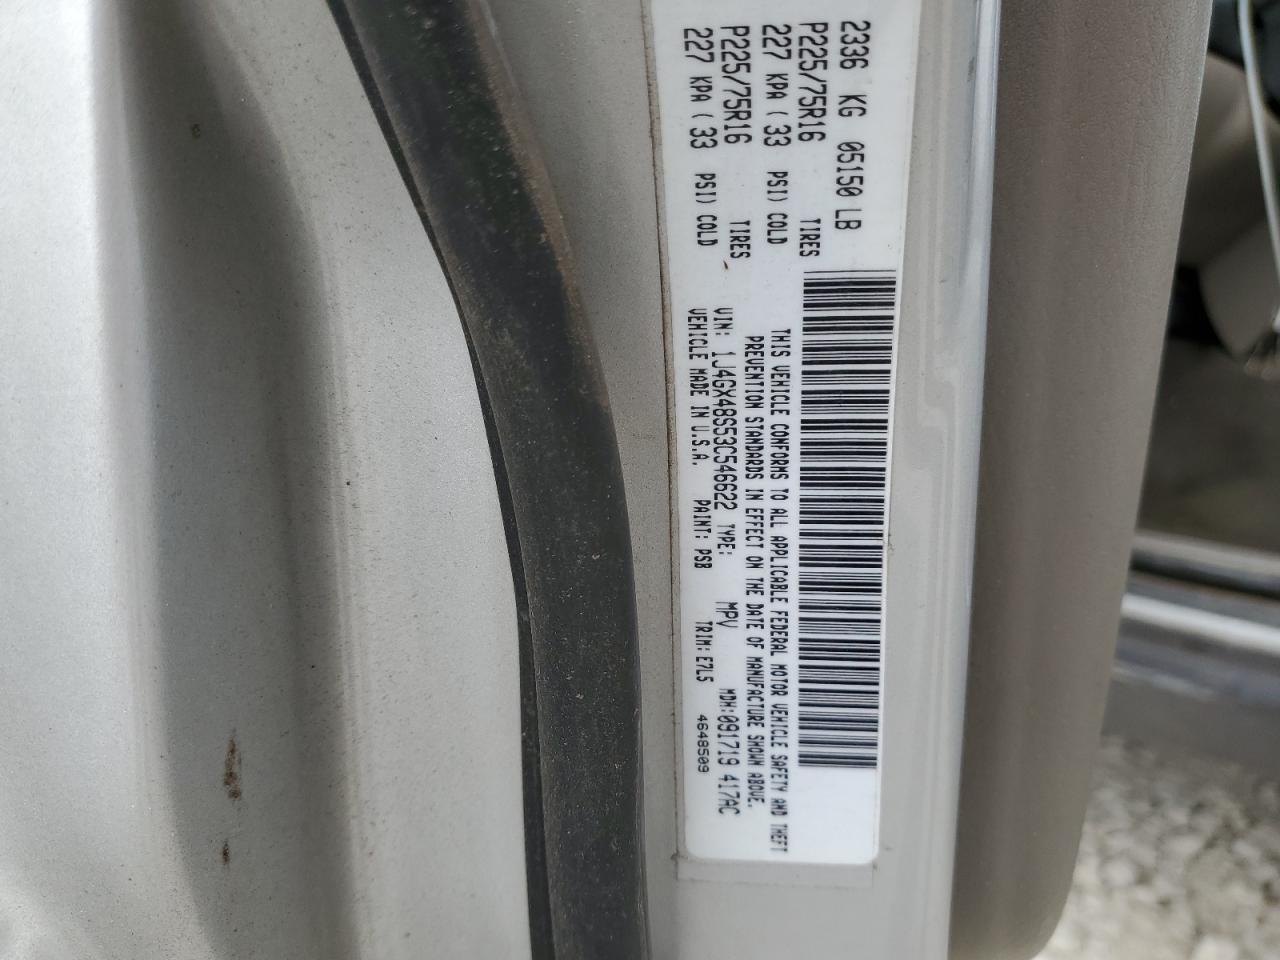 2336 KG 05150 LB
P225/75R16 TIRES
227 KPA ( 33 PSI) COLD
P225/75R16 TIRES
227 KPA ( 33 PSI) COLD
THIS VEHICLE CONFORMS TO ALL APPLICABLE FEDERAL MOTOR VEHICLE SAFETY AND THEFT
PREVENTION STANDARDS IN EFFECT ON THE DATE OF MANUFACTURE SHOWN ABOVE.
VIN: 1J4GX48S53C546622 TYPE: MPV MDH:091719 417AC
VEHICLE MADE IN U.S.A. PAINT: PSB TRIM: E7L5 4648509